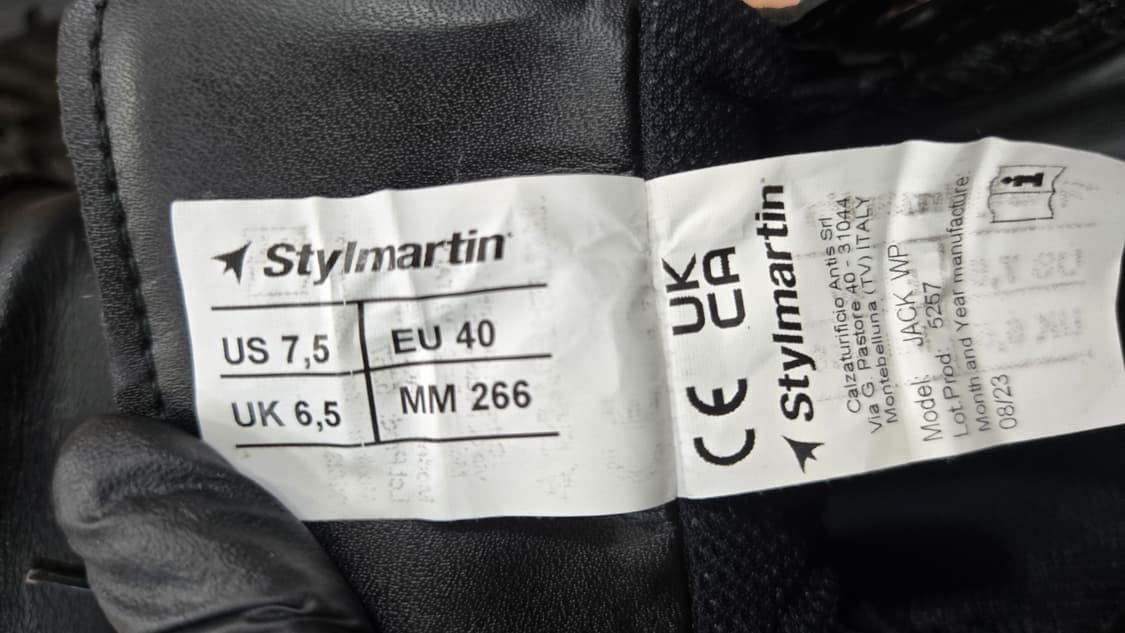 Stylmartin
US 7,5
EU 40
UK 6,5
MM 266
UK
CA
CE
Stylmartin
Calzaturificio Antis Srl
Via G. Pastore 40 - 31044
Montebelluna (TV) ITALY
Model: JACK WP
Lot.Prod: 5257
Month and Year manufacture:
08/23
i